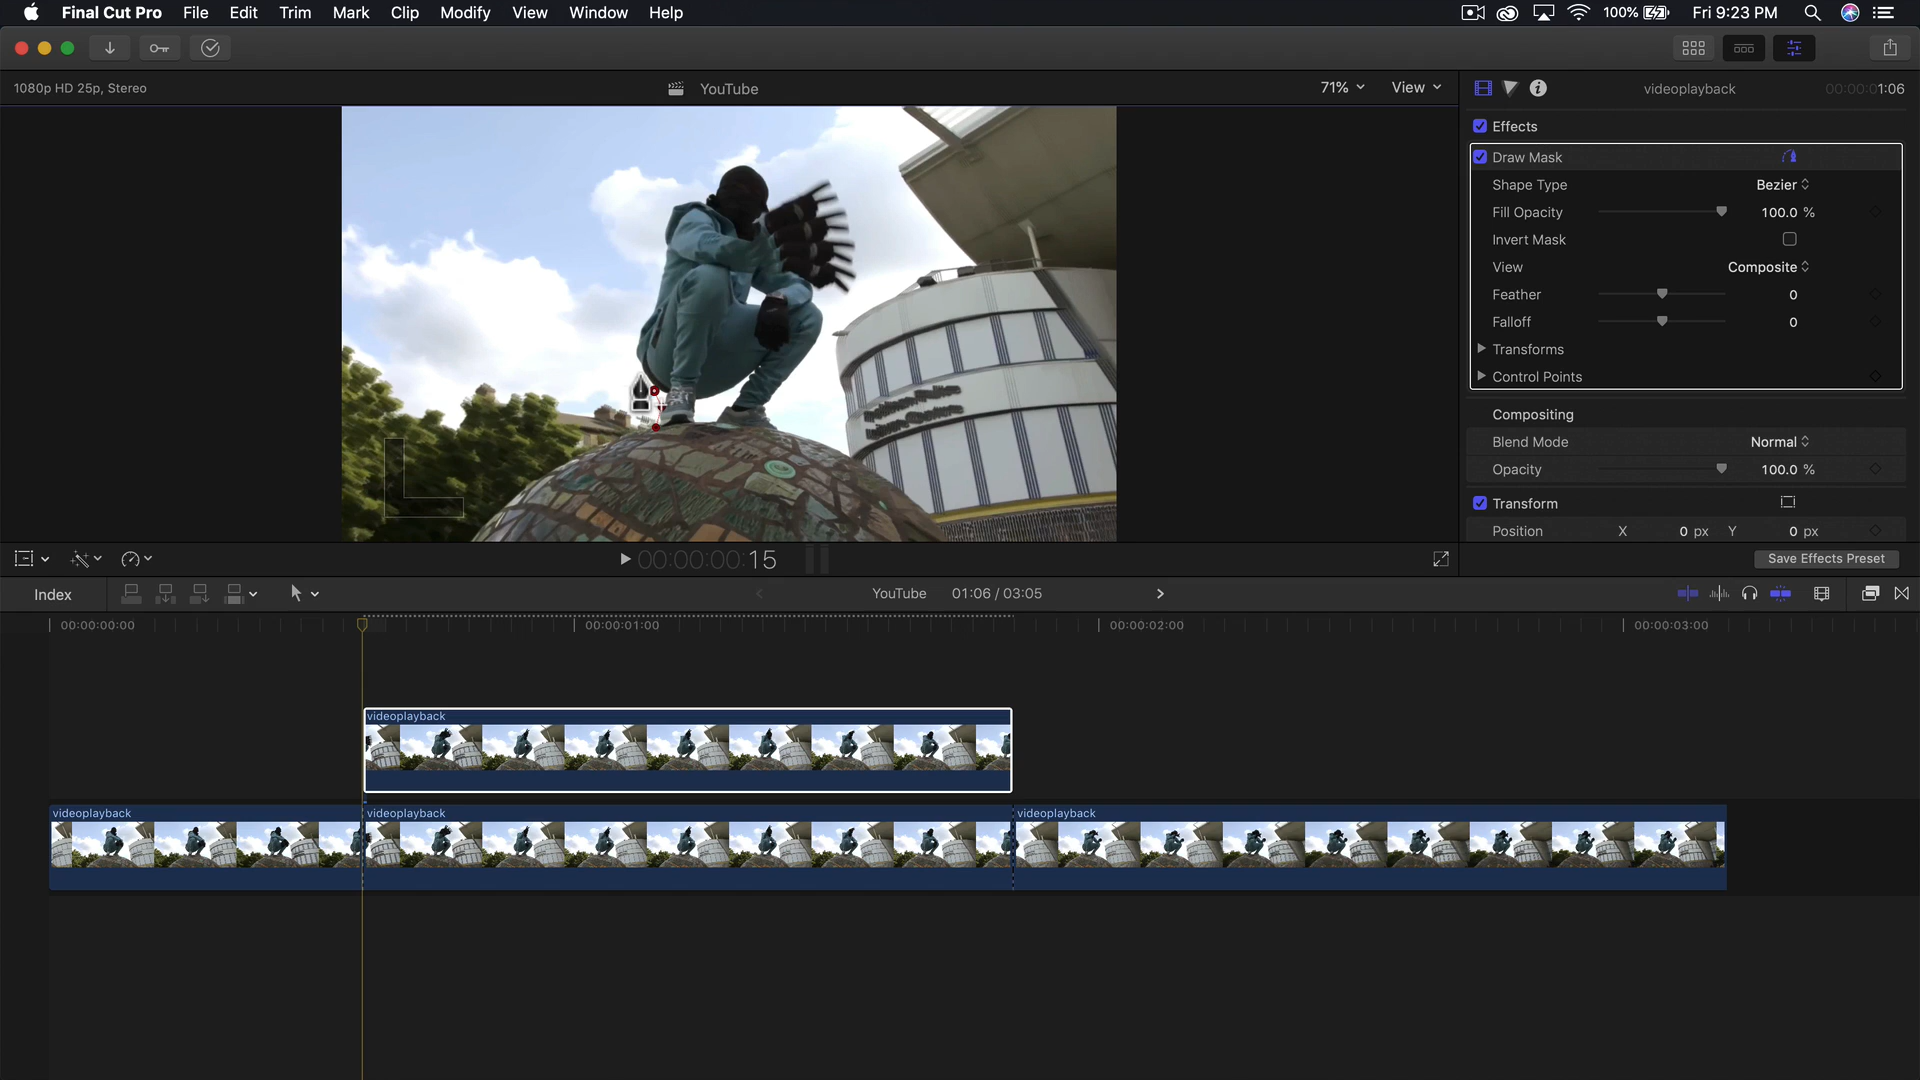 Final Cut Pro File Edit Trim Mark Clip Modify View Window Help 100% Fri 9:23 PM
1080p HD 25p, Stereo YouTube 71% View videoplayback 00:00:01:06
Effects
Draw Mask
Shape Type Bezier
Fill Opacity 100.0 %
Invert Mask
View Composite
Feather 0
Falloff 0
Transforms
Control Points
Compositing
Blend Mode Normal
Opacity 100.0 %
Transform
Position X 0 px Y 0 px
00:00:00:15 Save Effects Preset
Index YouTube 01:06 / 03:05
00:00:00:00 00:00:01:00 00:00:02:00 00:00:03:00
videoplayback
videoplayback videoplayback videoplayback